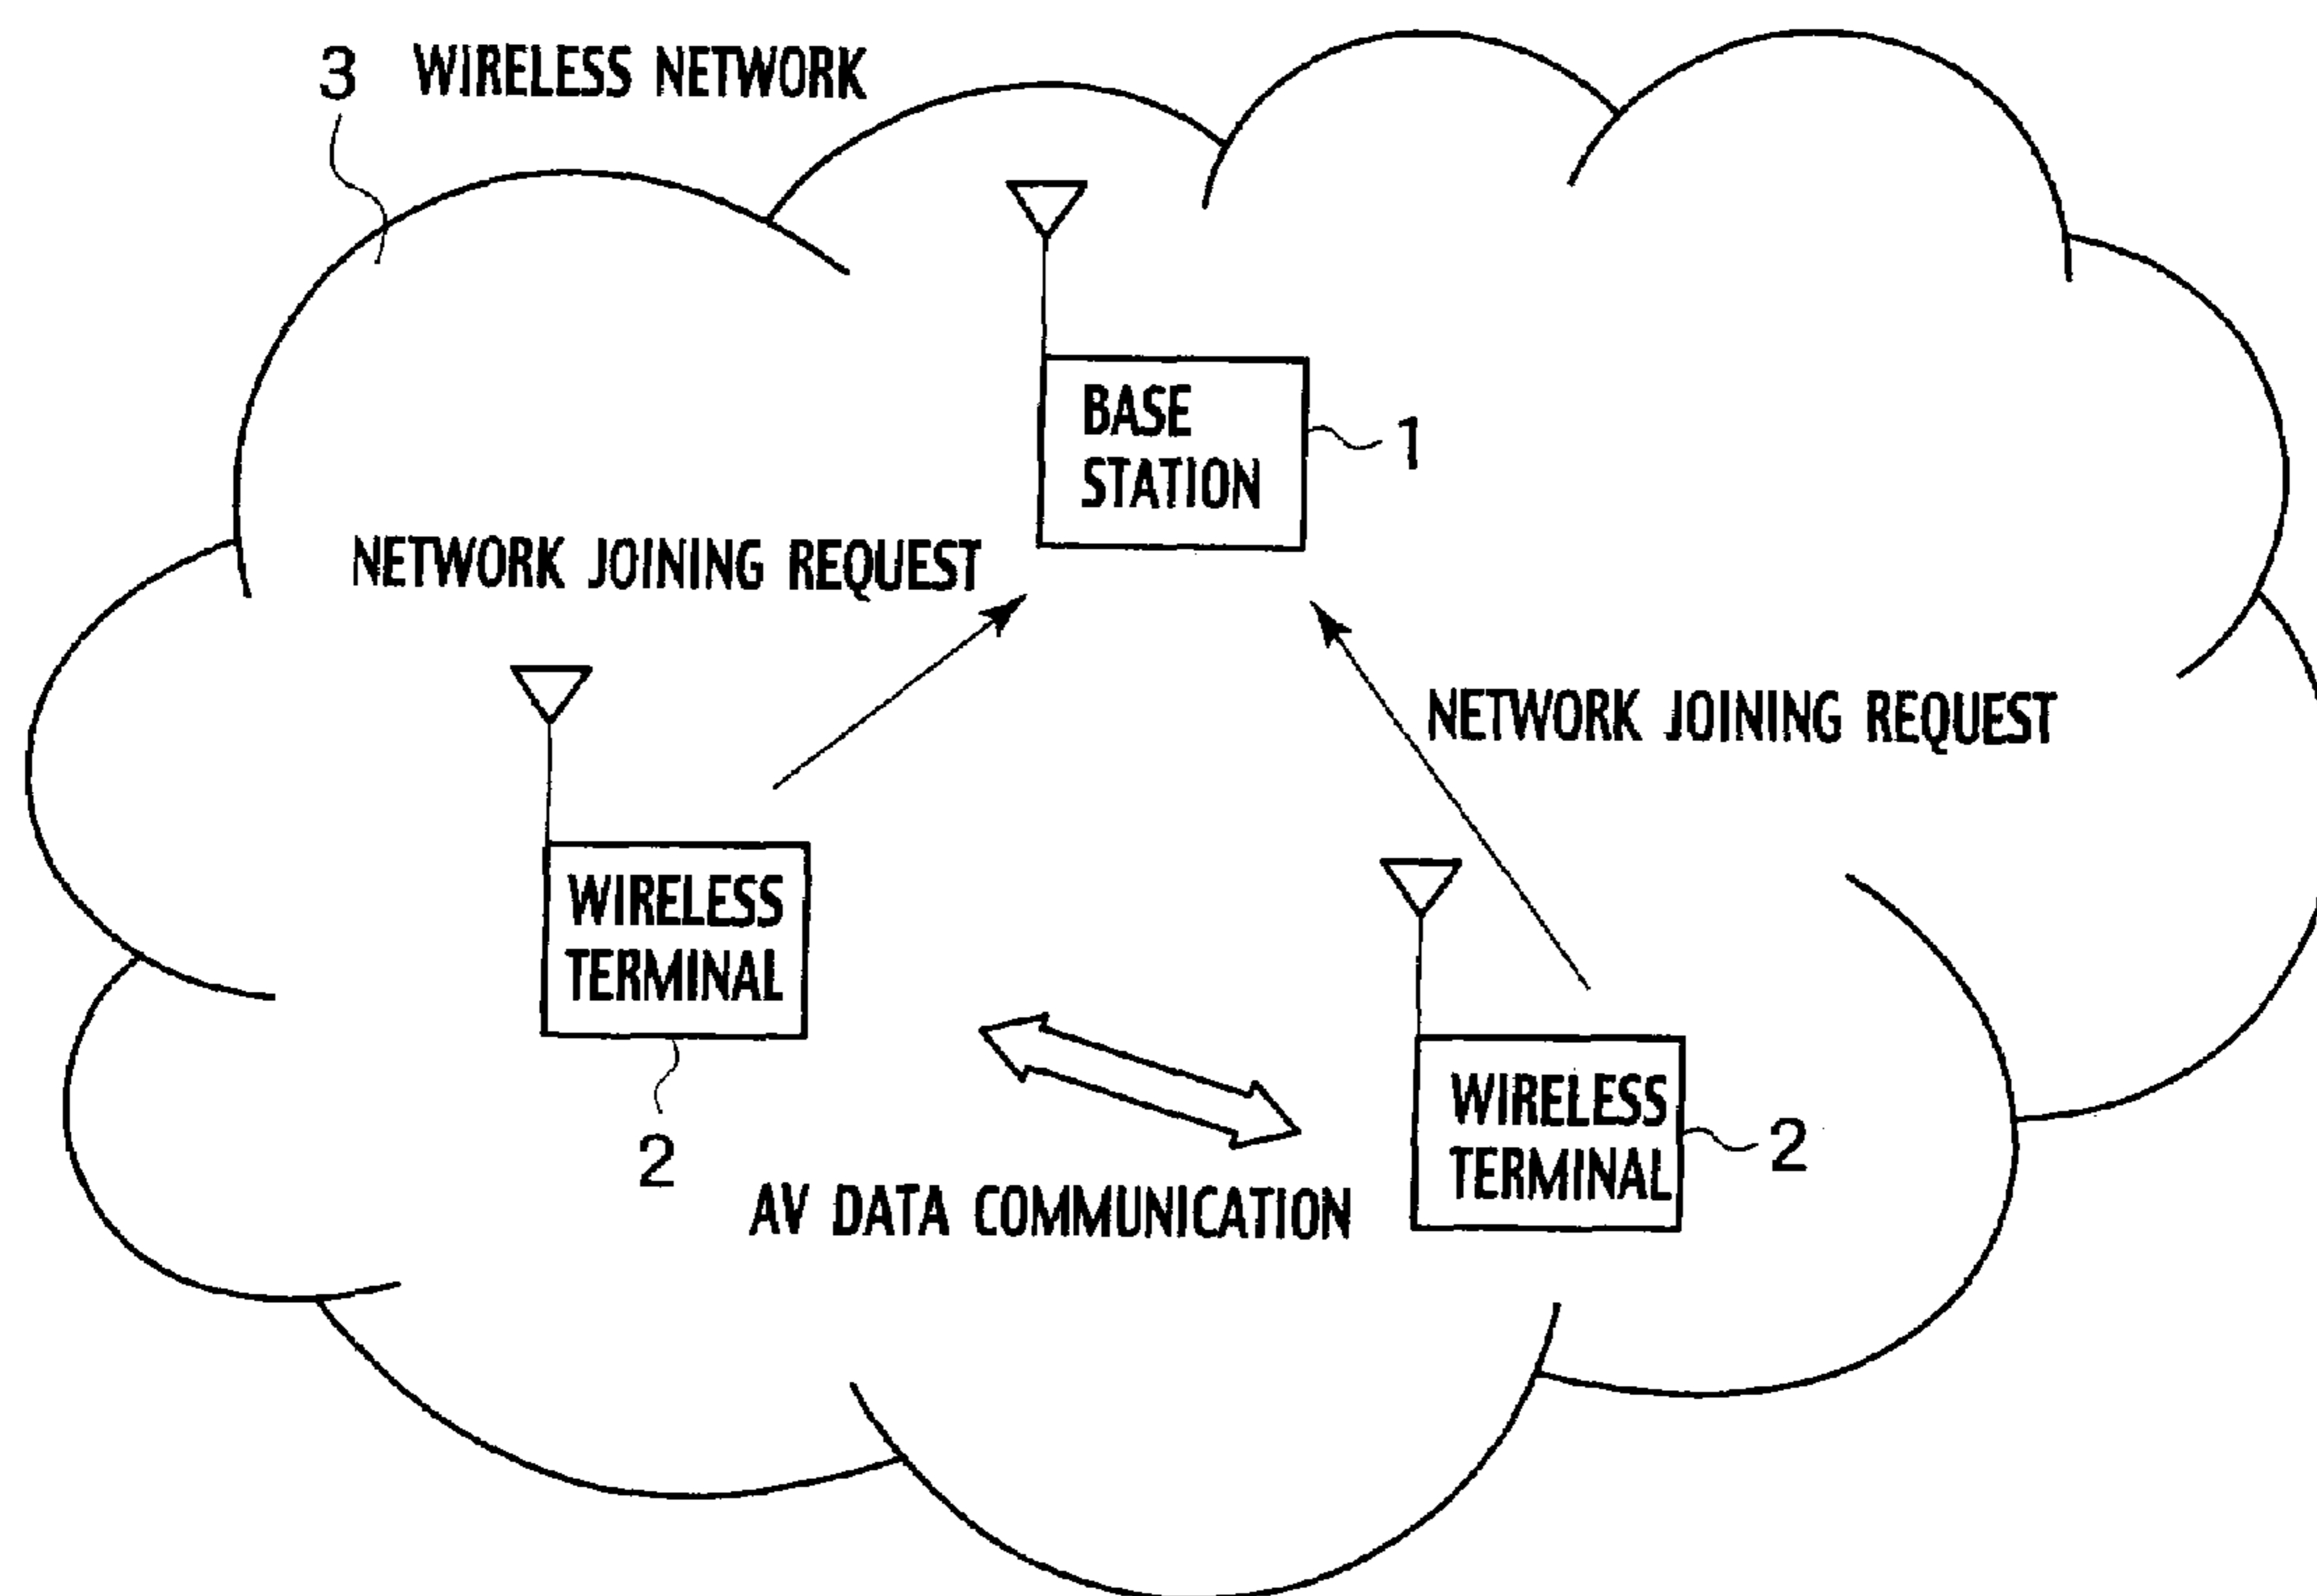 3 WIRELESS NETWORK
BASE
STATION
1
NETWORK JOINING REQUEST
NETWORK JOINING REQUEST
WIRELESS
TERMINAL
2
WIRELESS
TERMINAL
2
AV DATA COMMUNICATION